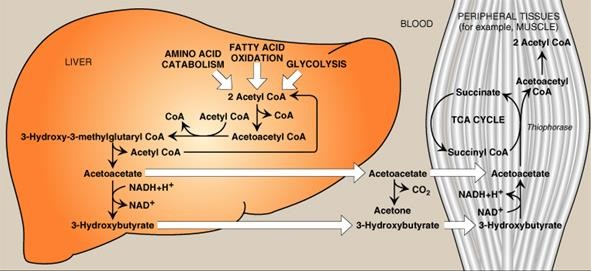 LIVER
AMINO ACID
CATABOLISM
FATTY ACID
OXIDATION
GLYCOLYSIS
2 Acetyl CoA
CoA
Acetyl CoA
CoA
3-Hydroxy-3-methylglutaryl CoA
Acetoacetyl CoA
Acetyl CoA
Acetoacetate
NADH+H+
NAD+
3-Hydroxybutyrate
BLOOD
Acetoacetate
CO2
Acetone
3-Hydroxybutyrate
PERIPHERAL TISSUES
(for example, MUSCLE)
2 Acetyl CoA
Acetoacetyl
CoA
Succinate
TCA CYCLE
Thiophorase
Succinyl CoA
Acetoacetate
NADH+H+
NAD+
3-Hydroxybutyrate